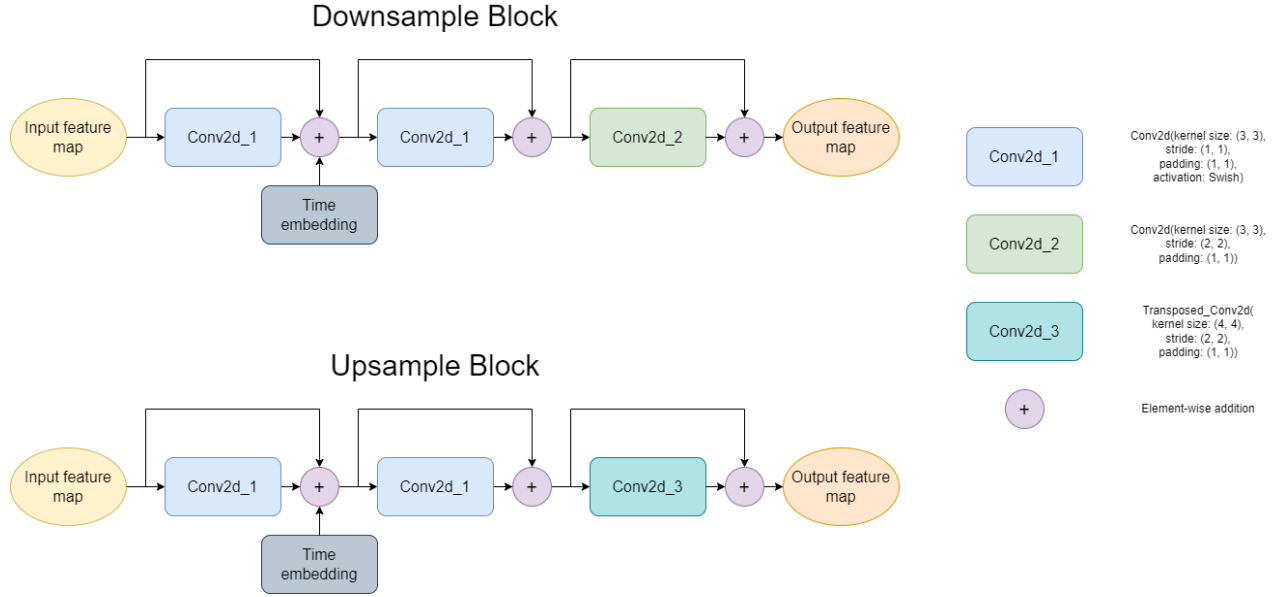 Downsample Block
Input feature
map
Conv2d_1
+
Conv2d_1
+
Conv2d_2
+
Output feature
map
Time
embedding
Upsample Block
Input feature
map
Conv2d_1
+
Conv2d_1
+
Conv2d_3
+
Output feature
map
Time
embedding
Conv2d_1
Conv2d(kernel size: (3, 3),
stride: (1, 1),
padding: (1, 1),
activation: Swish)
Conv2d_2
Conv2d(kernel size: (3, 3),
stride: (2, 2),
padding: (1, 1))
Conv2d_3
Transposed_Conv2d(
kernel size: (4, 4),
stride: (2, 2),
padding: (1, 1))
+
Element-wise addition